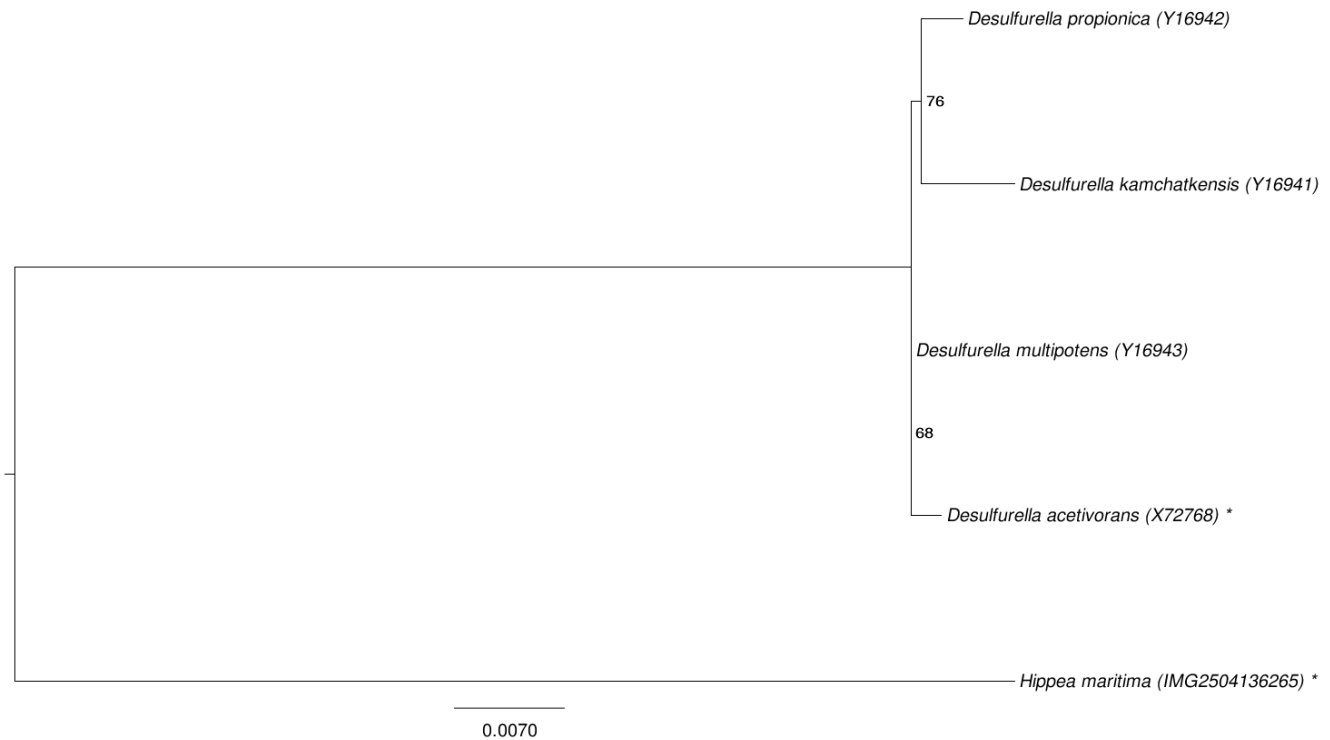 Desulfurella propionica (Y16942)
76
Desulfurella kamchatkensis (Y16941)
Desulfurella multipotens (Y16943)
68
Desulfurella acetivorans (X72768) *
Hippea maritima (IMG2504136265) *
0.0070